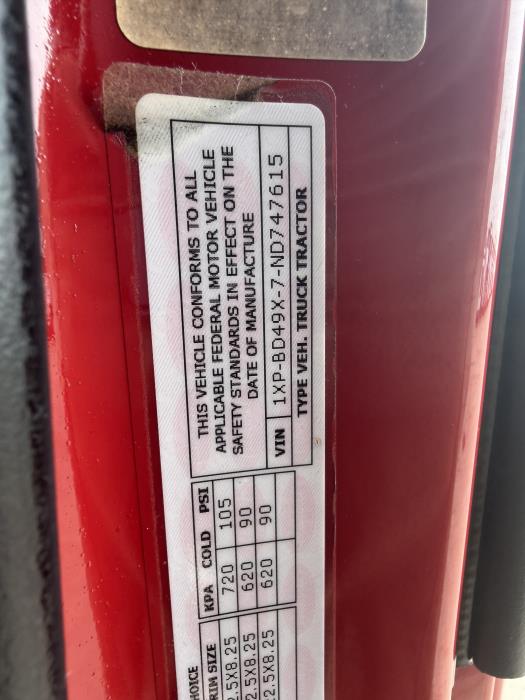 THIS VEHICLE CONFORMS TO ALL
APPLICABLE FEDERAL MOTOR VEHICLE
SAFETY STANDARDS IN EFFECT ON THE
DATE OF MANUFACTURE
VIN 1XP-BD49X-7-ND747615
TYPE VEH. TRUCK TRACTOR
HOICE
RIM SIZE KPA COLD PSI
2.5X8.25 720 105
2.5X8.25 620 90
2.5X8.25 620 90